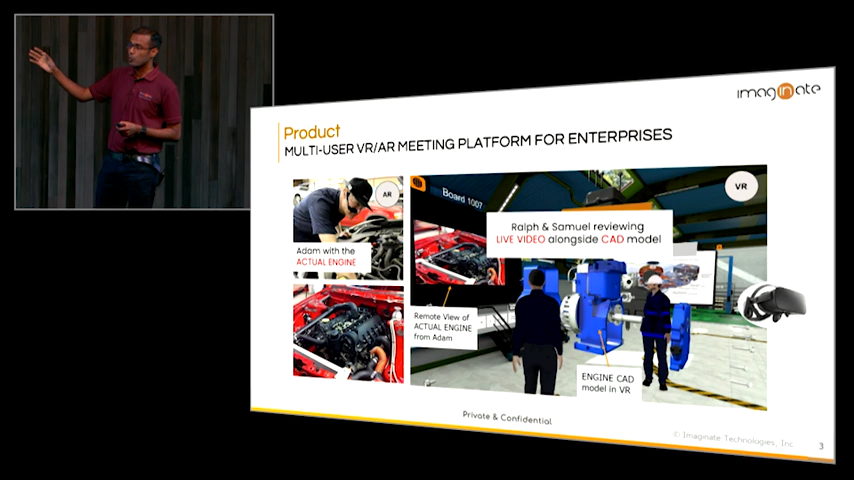 imaginate
Product
MULTI-USER VR/AR MEETING PLATFORM FOR ENTERPRISES
AR
VR
Board 1007
Ralph & Samuel reviewing
LIVE VIDEO alongside CAD model
Adam with the
ACTUAL ENGINE
Remote View of
ACTUAL ENGINE
from Adam
ENGINE CAD
model in VR
Private & Confidential
© Imaginate Technologies, Inc.
3